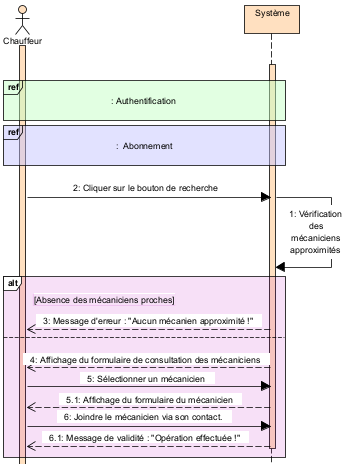 Système
Chauffeur
ref
: Authentification
ref
: Abonnement
2: Cliquer sur le bouton de recherche
1: Vérification
des
mécaniciens
approximités
alt
[Absence des mécaniciens proches]
3: Message d'erreur : "Aucun mécanien approximité !"
4: Affichage du formulaire de consultation des mécaniciens
5: Sélectionner un mécanicien
5.1: Affichage du formulaire du mécanicien
6: Joindre le mécanicien via son contact.
6.1: Message de validité : "Opération effectuée !"